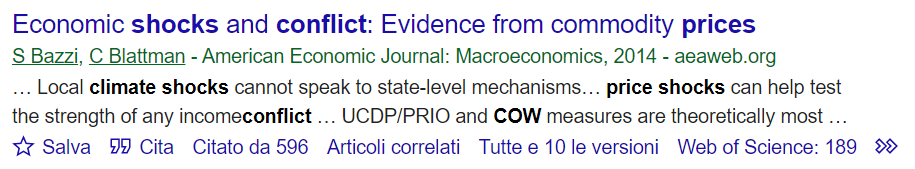 Economic shocks and conflict: Evidence from commodity prices
S Bazzi, C Blattman - American Economic Journal: Macroeconomics, 2014 - aeaweb.org
… Local climate shocks cannot speak to state-level mechanisms… price shocks can help test
the strength of any incomeconflict … UCDP/PRIO and COW measures are theoretically most …
Salva Cita Citato da 596 Articoli correlati Tutte e 10 le versioni Web of Science: 189